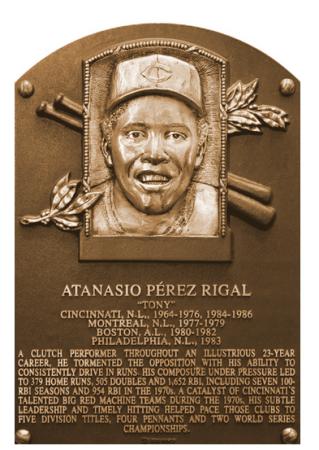 C
ATANASIO PÉREZ RIGAL
"TONY"
CINCINNATI, N.L., 1964-1976, 1984-1986
MONTREAL, N.L., 1977-1979
BOSTON, A.L., 1980-1982
PHILADELPHIA, N.L., 1983
A CLUTCH PERFORMER THROUGHOUT AN ILLUSTRIOUS 23-YEAR
CAREER, HE TORMENTED THE OPPOSITION WITH HIS ABILITY TO
CONSISTENTLY DRIVE IN RUNS. HIS COMPOSURE UNDER PRESSURE LED
TO 379 HOME RUNS, 505 DOUBLES AND 1,652 RBI, INCLUDING SEVEN 100-
RBI SEASONS AND 954 RBI IN THE 1970s. A CATALYST OF CINCINNATI'S
TALENTED BIG RED MACHINE TEAMS DURING THE 1970s, HIS SUBTLE
LEADERSHIP AND TIMELY HITTING HELPED PACE THOSE CLUBS TO
FIVE DIVISION TITLES, FOUR PENNANTS AND TWO WORLD SERIES
CHAMPIONSHIPS.